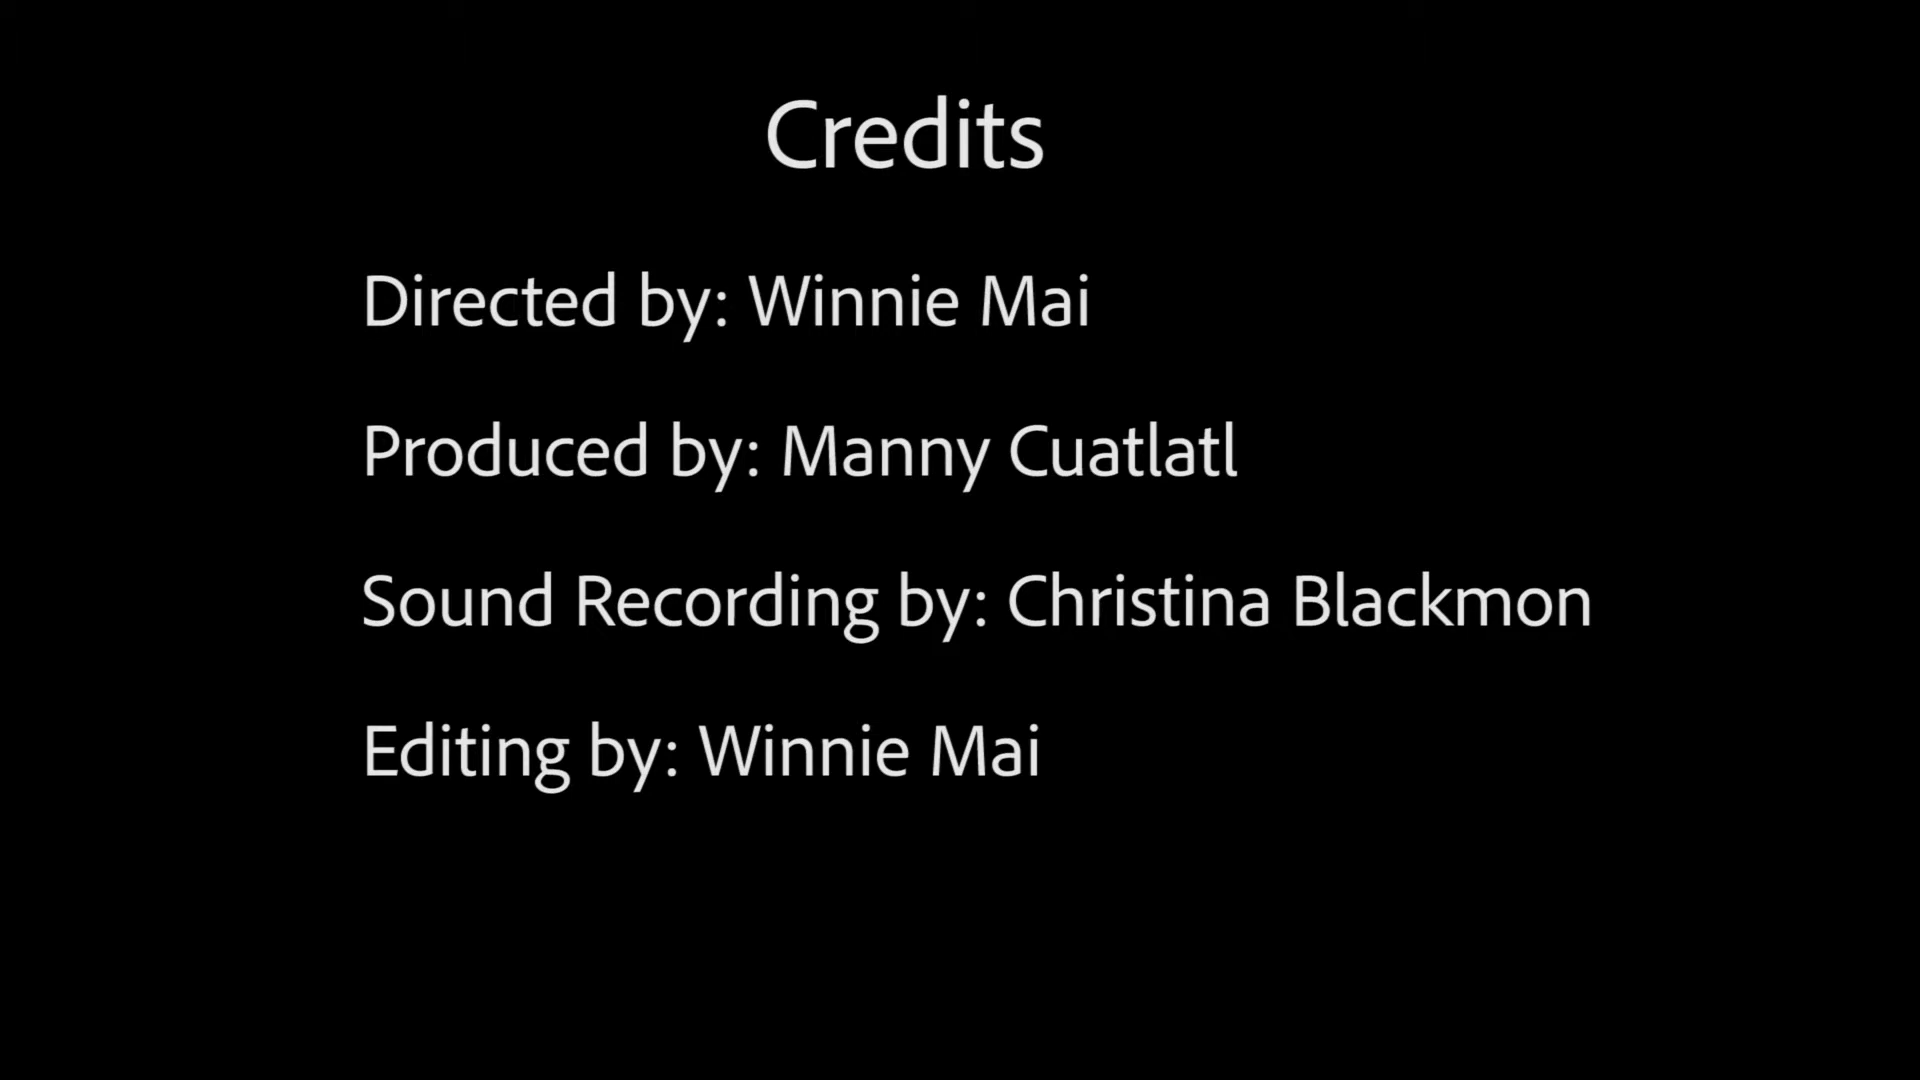 Credits
Directed by: Winnie Mai
Produced by: Manny Cuatlatl
Sound Recording by: Christina Blackmon
Editing by: Winnie Mai